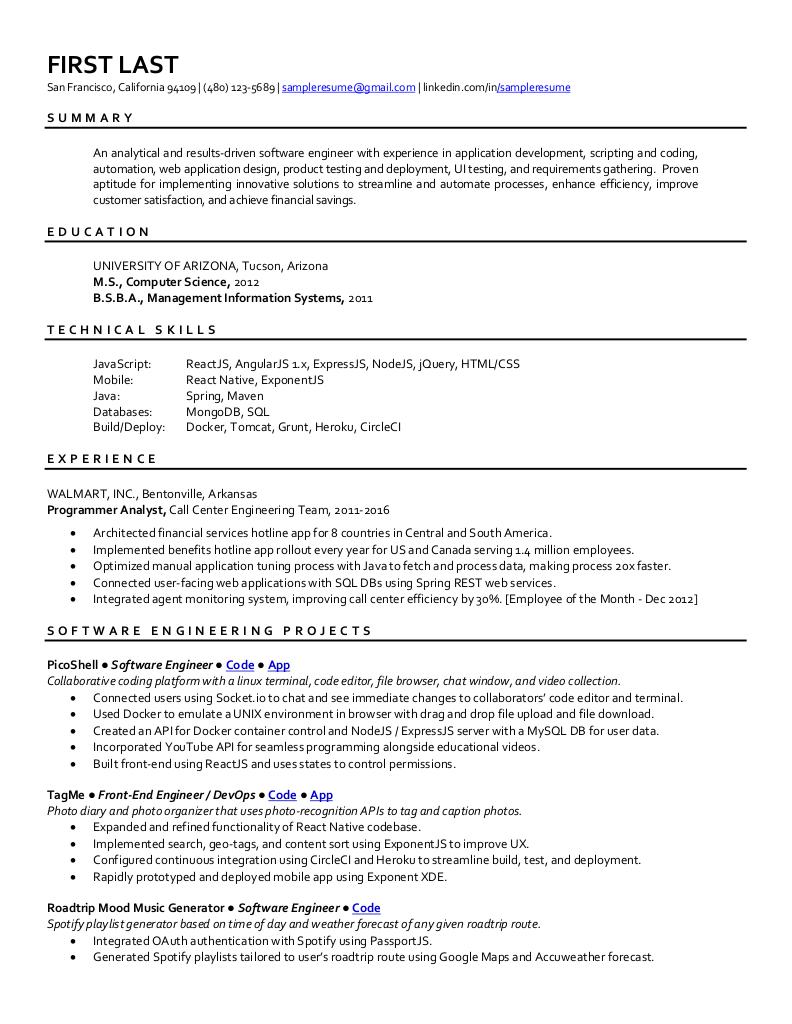 FIRST LAST
San Francisco, California 94109 | (480) 123-5689 | sampleresume@gmail.com | linkedin.com/in/sampleresume
SUMMARY
An analytical and results-driven software engineer with experience in application development, scripting and coding,
automation, web application design, product testing and deployment, UI testing, and requirements gathering. Proven
aptitude for implementing innovative solutions to streamline and automate processes, enhance efficiency, improve
customer satisfaction, and achieve financial savings.
EDUCATION
UNIVERSITY OF ARIZONA, Tucson, Arizona
M.S., Computer Science, 2012
B.S.B.A., Management Information Systems, 2011
TECHNICAL SKILLS
JavaScript: ReactJS, AngularJS 1.x, ExpressJS, NodeJS, jQuery, HTML/CSS
Mobile: React Native, ExponentJS
Java: Spring, Maven
Databases: MongoDB, SQL
Build/Deploy: Docker, Tomcat, Grunt, Heroku, CircleCI
EXPERIENCE
WALMART, INC., Bentonville, Arkansas
Programmer Analyst, Call Center Engineering Team, 2011-2016
• Architected financial services hotline app for 8 countries in Central and South America.
• Implemented benefits hotline app rollout every year for US and Canada serving 1.4 million employees.
• Optimized manual application tuning process with Java to fetch and process data, making process 20x faster.
• Connected user-facing web applications with SQL DBs using Spring REST web services.
• Integrated agent monitoring system, improving call center efficiency by 30%. [Employee of the Month - Dec 2012]
SOFTWARE ENGINEERING PROJECTS
PicoShell ● Software Engineer ● Code ● App
Collaborative coding platform with a linux terminal, code editor, file browser, chat window, and video collection.
• Connected users using Socket.io to chat and see immediate changes to collaborators' code editor and terminal.
• Used Docker to emulate a UNIX environment in browser with drag and drop file upload and file download.
• Created an API for Docker container control and NodeJS / ExpressJS server with a MySQL DB for user data.
• Incorporated YouTube API for seamless programming alongside educational videos.
• Built front-end using ReactJS and uses states to control permissions.
TagMe ● Front-End Engineer / DevOps ● Code ● App
Photo diary and photo organizer that uses photo-recognition APIs to tag and caption photos.
• Expanded and refined functionality of React Native codebase.
• Implemented search, geo-tags, and content sort using ExponentJS to improve UX.
• Configured continuous integration using CircleCI and Heroku to streamline build, test, and deployment.
• Rapidly prototyped and deployed mobile app using Exponent XDE.
Roadtrip Mood Music Generator ● Software Engineer ● Code
Spotify playlist generator based on time of day and weather forecast of any given roadtrip route.
• Integrated OAuth authentication with Spotify using PassportJS.
• Generated Spotify playlists tailored to user's roadtrip route using Google Maps and Accuweather forecast.